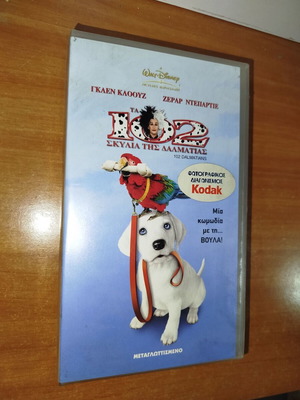 WALT DISNEY
ΓΚΛΕΝ ΚΛΟΟΥΖ ΖΕΡΑΡ ΝΤΕΠΑΡΤΙΕ
ΤΑ
102
ΣΚΥΛΙΑ ΤΗΣ ΔΑΛΜΑΤΙΑΣ
102 DALMATIANS
ΦΩΤΟΓΡΑΦΙΚΟΣ
ΔΙΑΓΩΝΙΣΜΟΣ
Kodak
Μία
κωμωδία
με τη...
ΒΟΥΛΑ!
ΜΕΤΑΓΛΩΤΤΙΣΜΕΝΟ